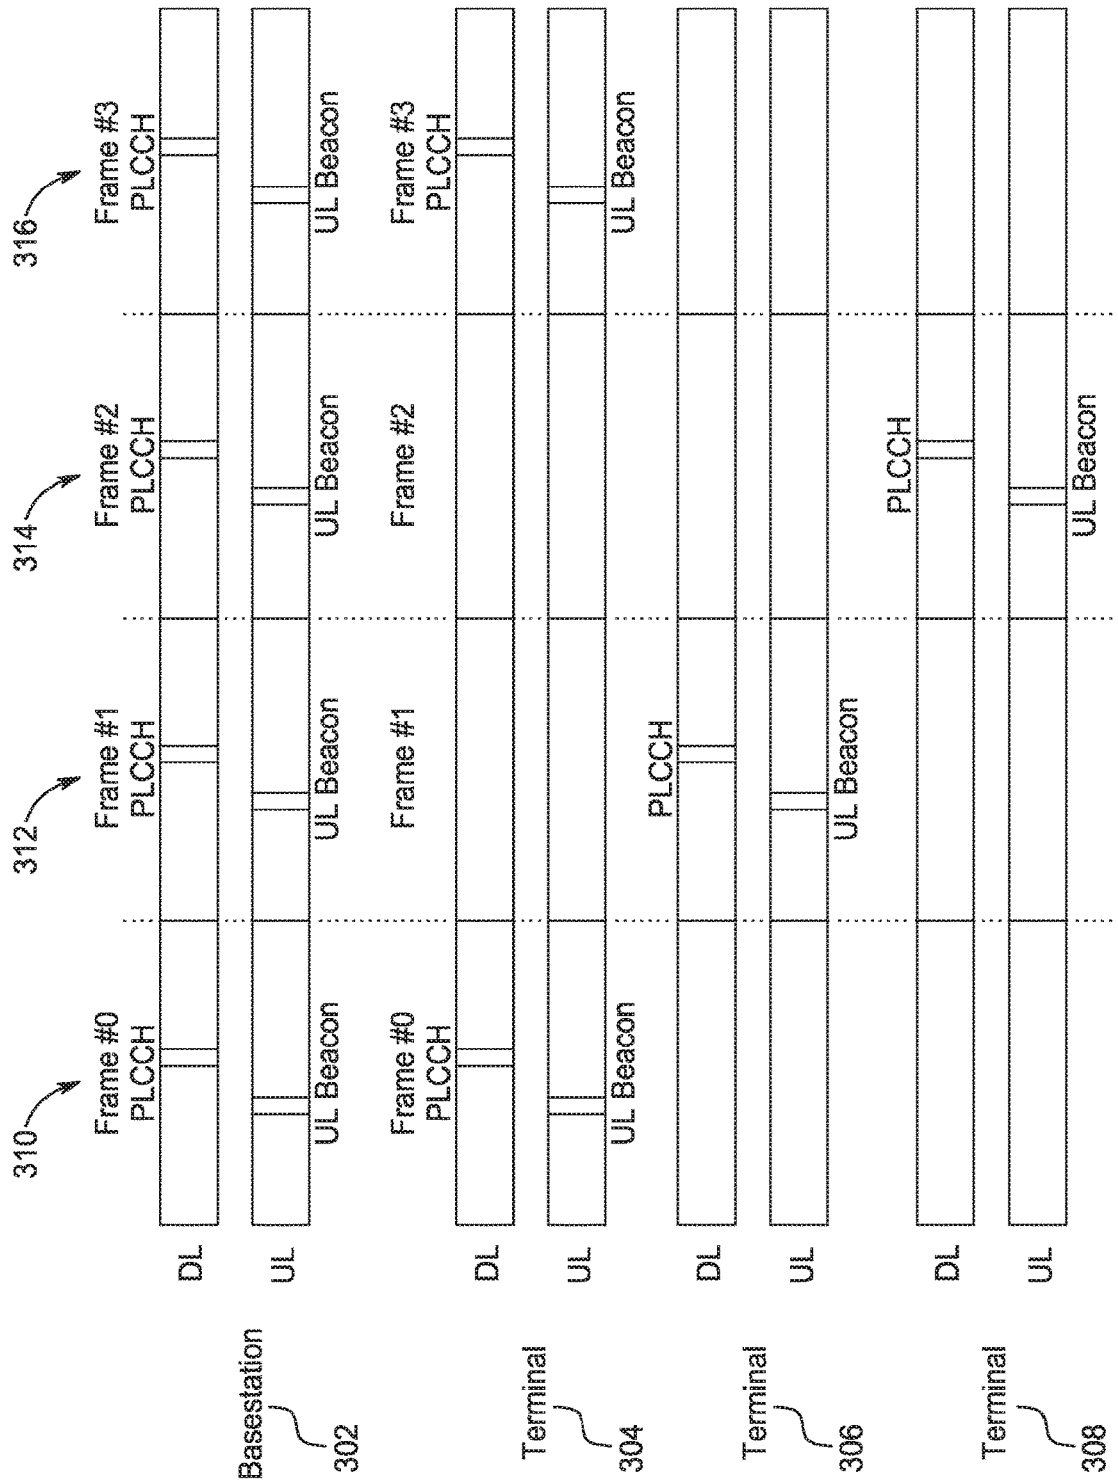 310
312
314
316
Frame #0
Frame #1
Frame #2
Frame #3
PLCCH
PLCCH
PLCCH
PLCCH
DL
Basestation
302
UL
UL Beacon
UL Beacon
UL Beacon
UL Beacon
Frame #0
Frame #1
Frame #2
Frame #3
PLCCH
PLCCH
DL
Terminal
304
UL
UL Beacon
UL Beacon
PLCCH
DL
Terminal
306
UL
UL Beacon
PLCCH
DL
Terminal
308
UL
UL Beacon